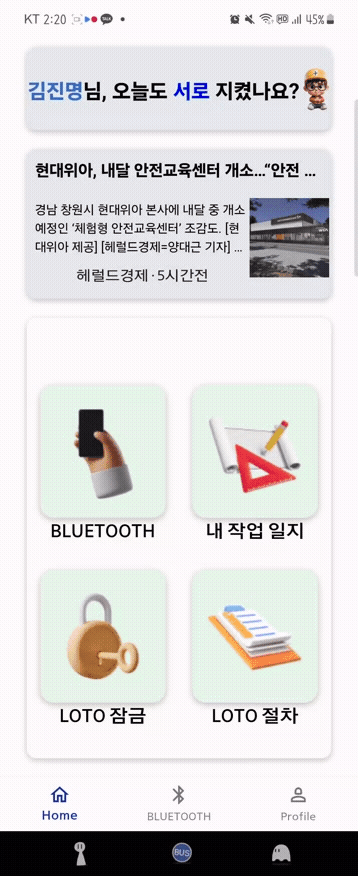 KT 2:20 45%
김진명님, 오늘도 서로 지켰나요?
현대위아, 내달 안전교육센터 개소…“안전 ...
경남 창원시 현대위아 본사에 내달 중 개소
예정인 ‘체험형 안전교육센터’ 조감도. [현
대위아 제공] [헤럴드경제=양대근 기자] ...
헤럴드경제 · 5시간전
BLUETOOTH
내 작업 일지
LOTO 잠금
LOTO 절차
Home
BLUETOOTH
Profile
BUS